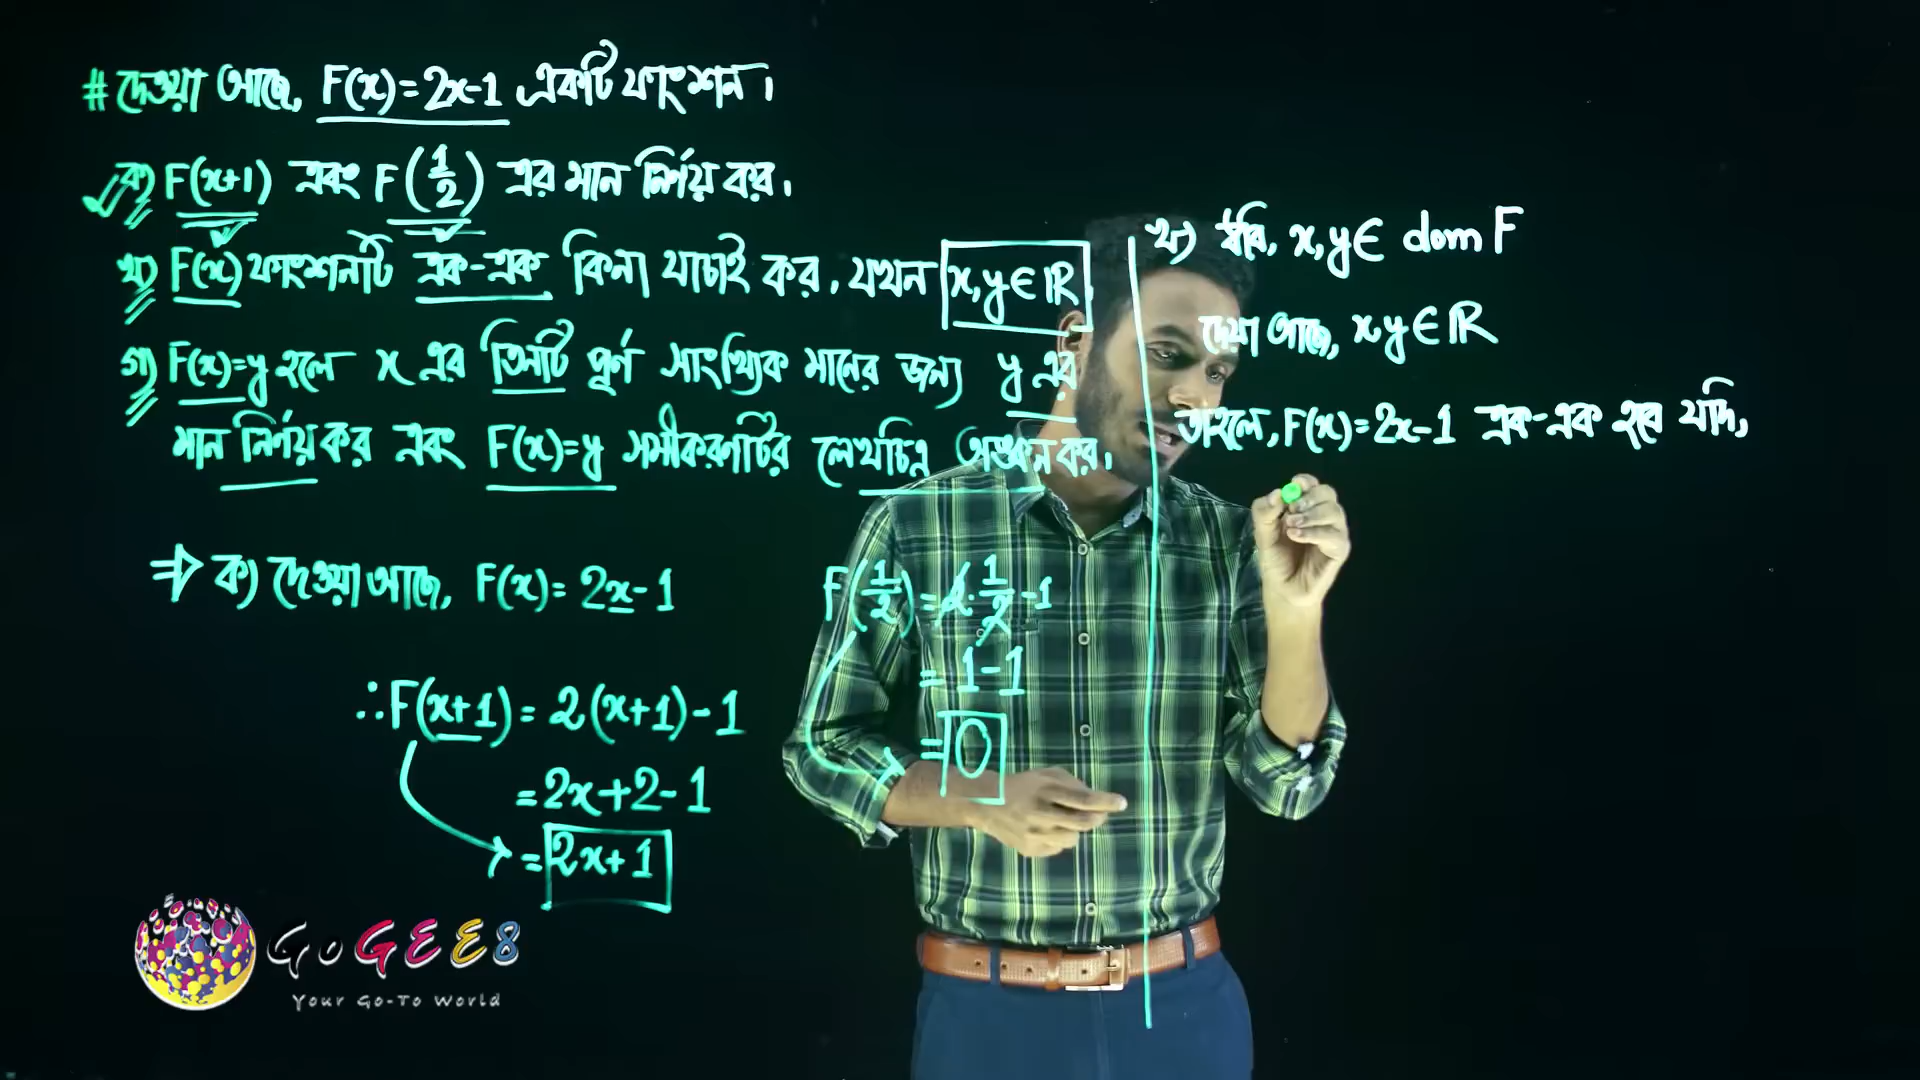 # দেওয়া আছে, F(x)=2x-1 একটি ফাংশন।
ক) F(x+1) এবং F(1/2) এর মান নির্ণয় কর।
খ) F(x) ফাংশনটি এক-এক কিনা যাচাই কর, যখন x,y∈ℝ.
গ) F(x)=y হলে x এর তিনটি পূর্ণ সাংখ্যিক মানের জন্য y এর
মান নির্ণয় কর এবং F(x)=y সমীকরণটির লেখচিত্র অঙ্কন কর।
⇒ ক) দেওয়া আছে, F(x)= 2x-1
∴F(x+1)= 2(x+1)-1
=2x+2-1
=2x+1
F(1/2)=2·1/2-1
= 1-1
=0
খ) ধরি, x,y∈ dom F
দেয়া আছে, x,y∈ℝ
তাহলে, F(x)=2x-1 এক-এক হবে যদি,
GoGEE8
Your Go-To World